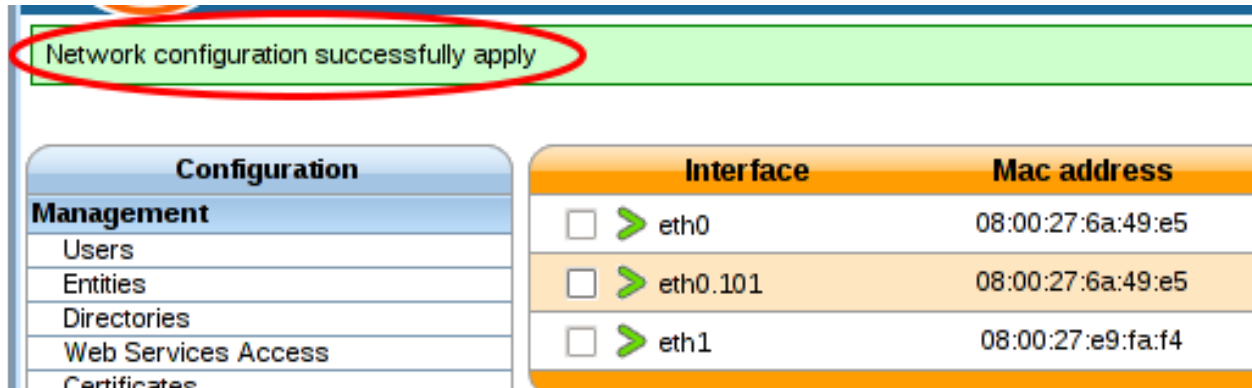 Network configuration successfully apply
Configuration
Management
Users
Entities
Directories
Web Services Access
Certificates
Interface Mac address
eth0 08:00:27:6a:49:e5
eth0.101 08:00:27:6a:49:e5
eth1 08:00:27:e9:fa:f4